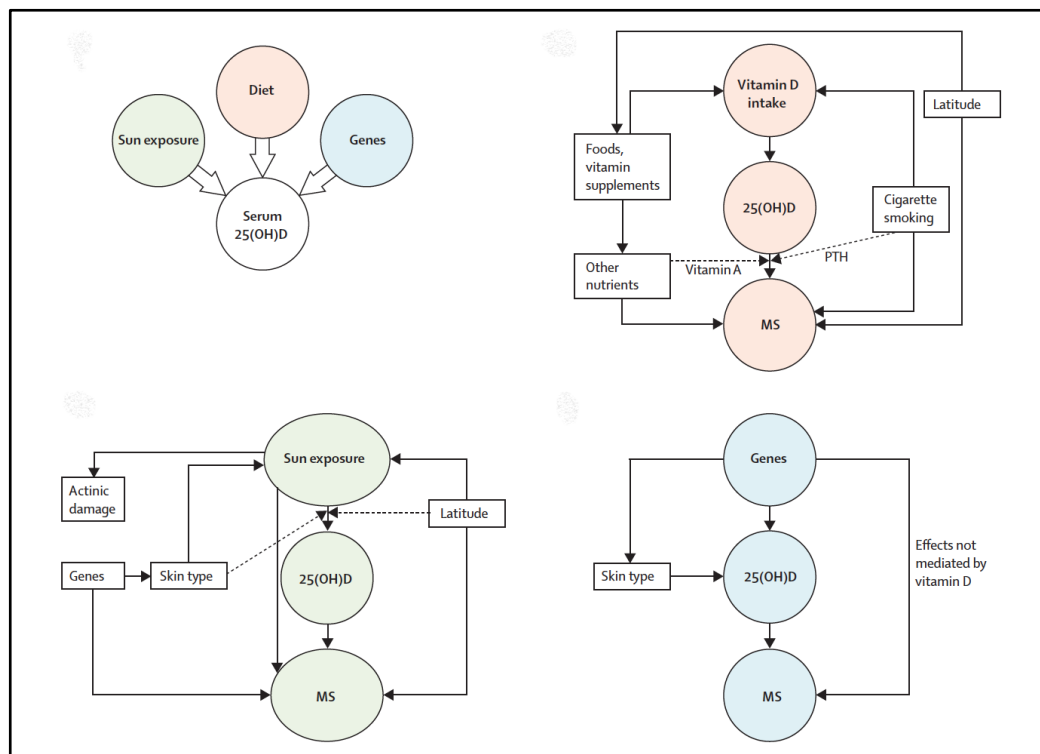 Diet
Sun exposure
Genes
Serum
25(OH)D
Vitamin D
intake
Latitude
Foods,
vitamin
supplements
25(OH)D
Cigarette
smoking
Vitamin A
PTH
Other
nutrients
MS
Sun exposure
Actinic
damage
Latitude
Genes
Skin type
25(OH)D
MS
Genes
Skin type
25(OH)D
Effects not
mediated by
vitamin D
MS